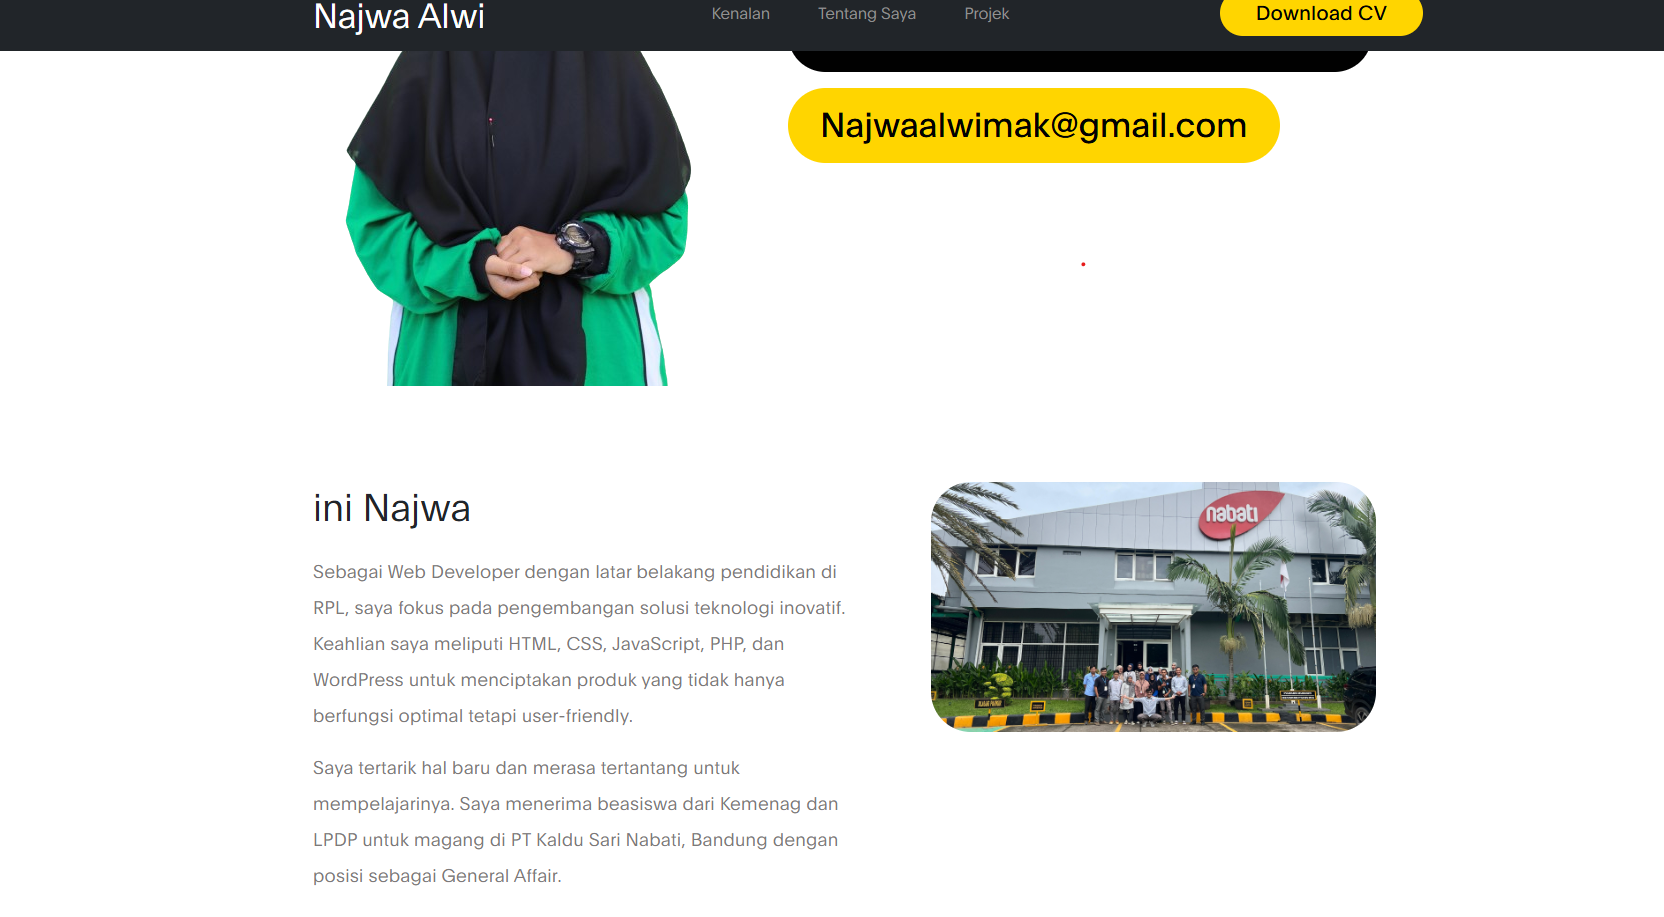 Najwa Alwi
Kenalan
Tentang Saya
Projek
Download CV
Najwaalwimak@gmail.com
ini Najwa
Sebagai Web Developer dengan latar belakang pendidikan di
RPL, saya fokus pada pengembangan solusi teknologi inovatif.
Keahlian saya meliputi HTML, CSS, JavaScript, PHP, dan
WordPress untuk menciptakan produk yang tidak hanya
berfungsi optimal tetapi user-friendly.
Saya tertarik hal baru dan merasa tertantang untuk
mempelajarinya. Saya menerima beasiswa dari Kemenag dan
LPDP untuk magang di PT Kaldu Sari Nabati, Bandung dengan
posisi sebagai General Affair.
nabati